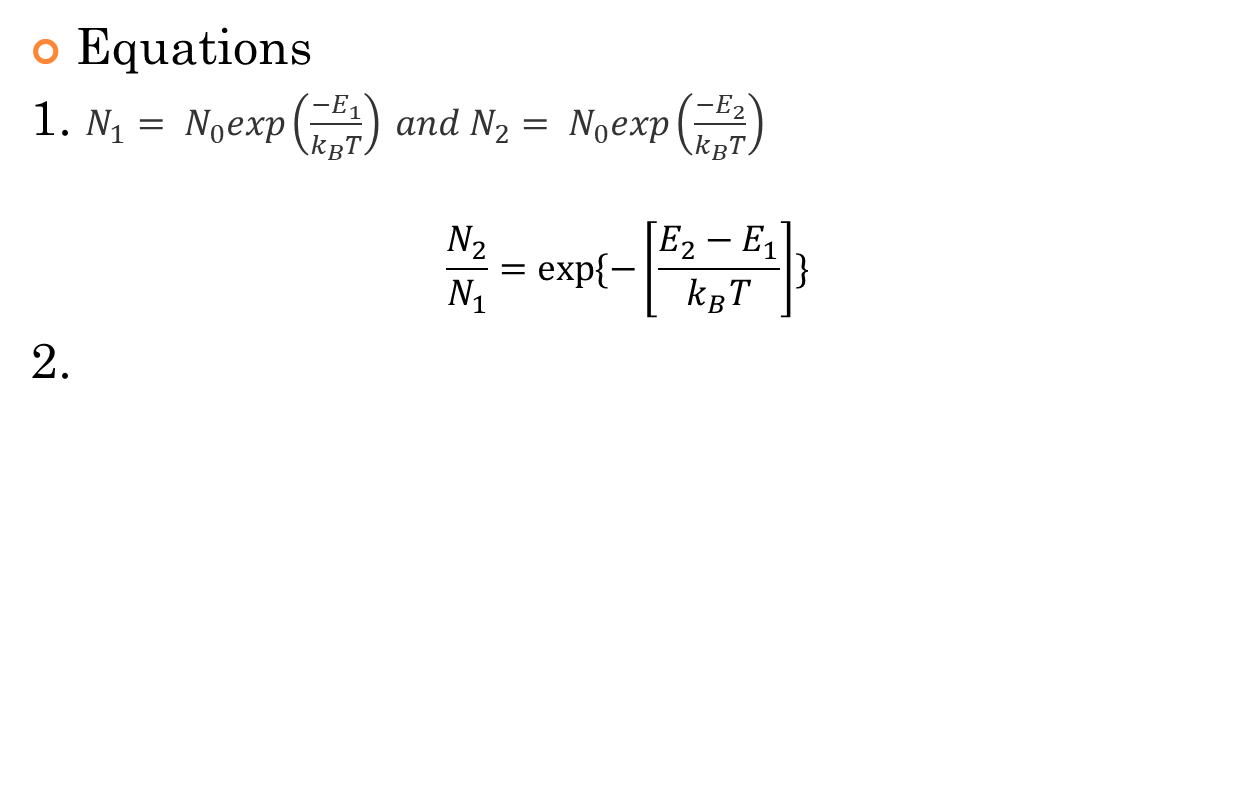 Equations
1. N₁ = N₀exp(−E₁/k_BT) and N₂ = N₀exp(−E₂/k_BT)
N₂/N₁ = exp{−[E₂ − E₁/k_BT]}
2.